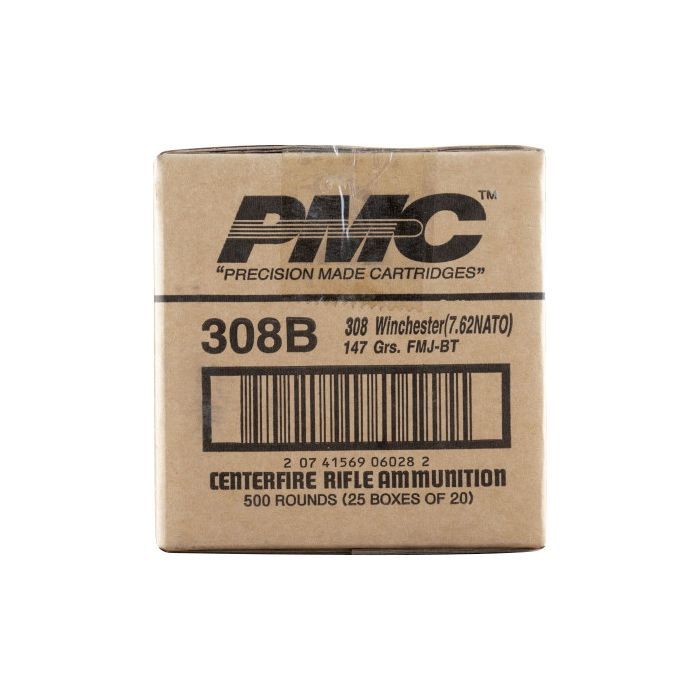 PMC™
"PRECISION MADE CARTRIDGES"
308B
308 Winchester(7.62NATO)
147 Grs. FMJ-BT
2 07 41569 06028 2
CENTERFIRE RIFLE AMMUNITION
500 ROUNDS (25 BOXES OF 20)